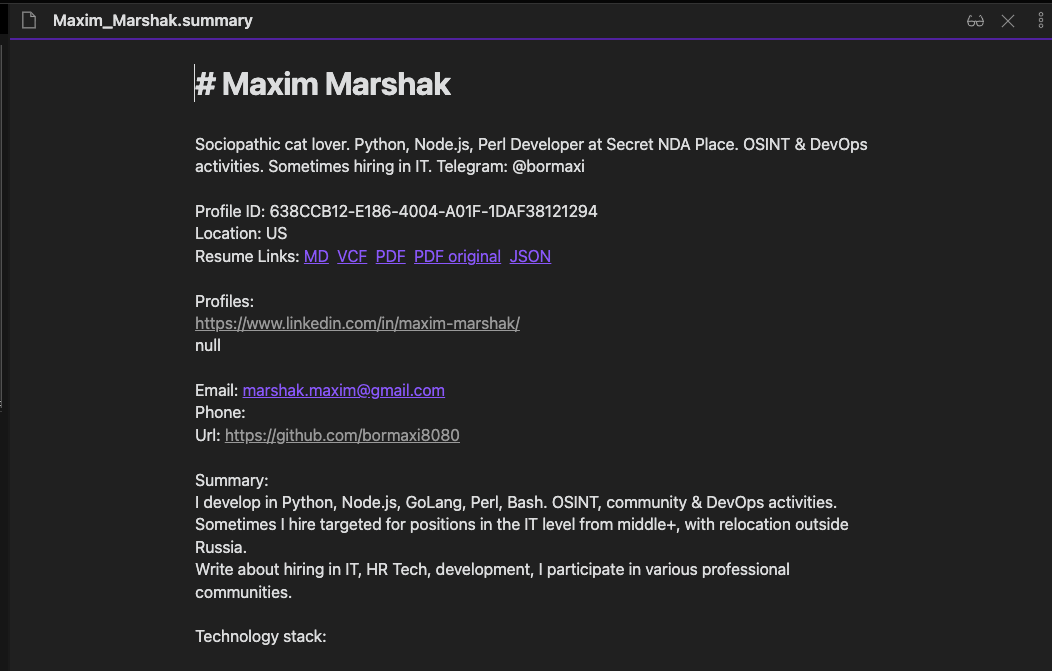 Maxim_Marshak.summary
# Maxim Marshak
Sociopathic cat lover. Python, Node.js, Perl Developer at Secret NDA Place. OSINT & DevOps
activities. Sometimes hiring in IT. Telegram: @bormaxi
Profile ID: 638CCB12-E186-4004-A01F-1DAF38121294
Location: US
Resume Links: MD VCF PDF PDF original JSON
Profiles:
https://www.linkedin.com/in/maxim-marshak/
null
Email: marshak.maxim@gmail.com
Phone:
Url: https://github.com/bormaxi8080
Summary:
I develop in Python, Node.js, GoLang, Perl, Bash. OSINT, community & DevOps activities.
Sometimes I hire targeted for positions in the IT level from middle+, with relocation outside
Russia.
Write about hiring in IT, HR Tech, development, I participate in various professional
communities.
Technology stack: